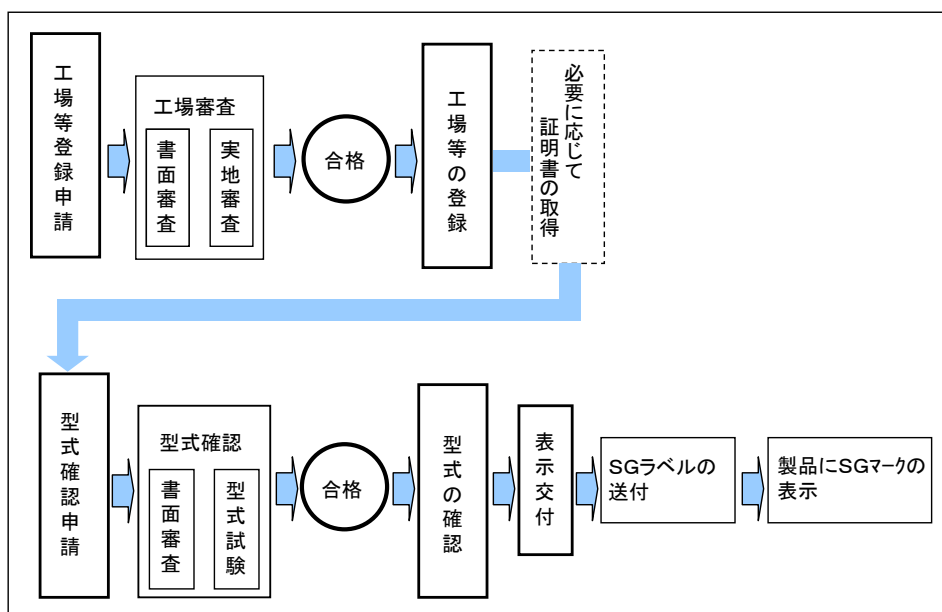 工場等登録申請
工場審査
書面審査
実地審査
合格
工場等の登録
必要に応じて
証明書の取得
型式確認申請
型式確認
書面審査
型式試験
合格
型式の確認
表示交付
SGラベルの
送付
製品にSGマークの
表示